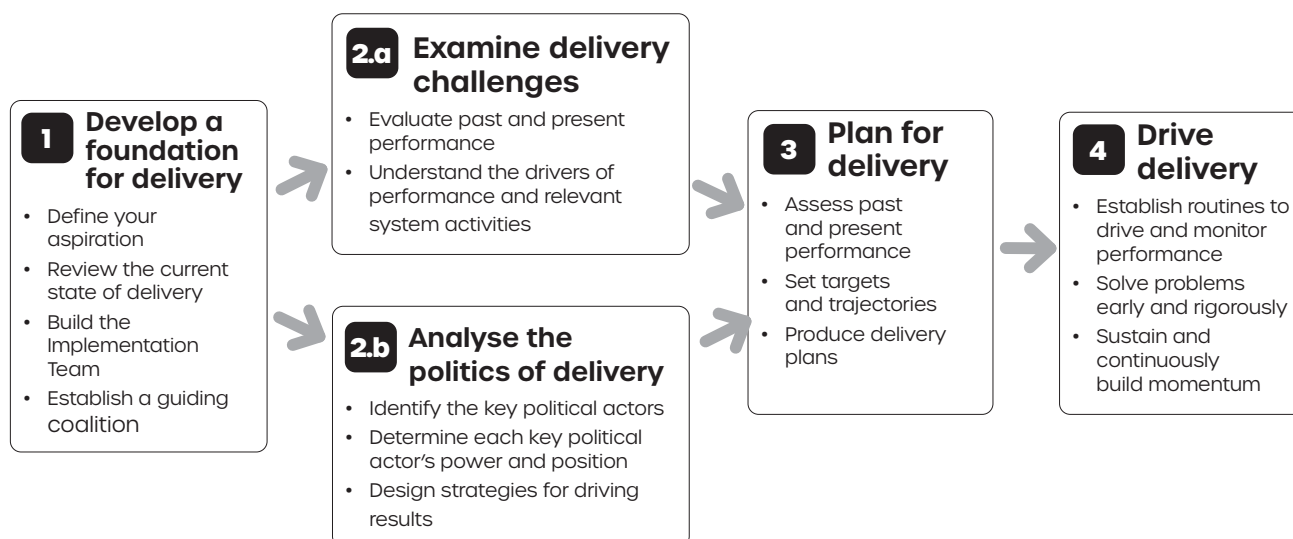 1
Develop a
foundation
for delivery
• Define your
aspiration
• Review the current
state of delivery
• Build the
Implementation
Team
• Establish a guiding
coalition
2.a
Examine delivery
challenges
• Evaluate past and present
performance
• Understand the drivers of
performance and relevant
system activities
2.b
Analyse the
politics of delivery
• Identify the key political actors
• Determine each key political
actor’s power and position
• Design strategies for driving
results
3
Plan for
delivery
• Assess past
and present
performance
• Set targets
and trajectories
• Produce delivery
plans
4
Drive
delivery
• Establish routines to
drive and monitor
performance
• Solve problems
early and rigorously
• Sustain and
continuously
build momentum